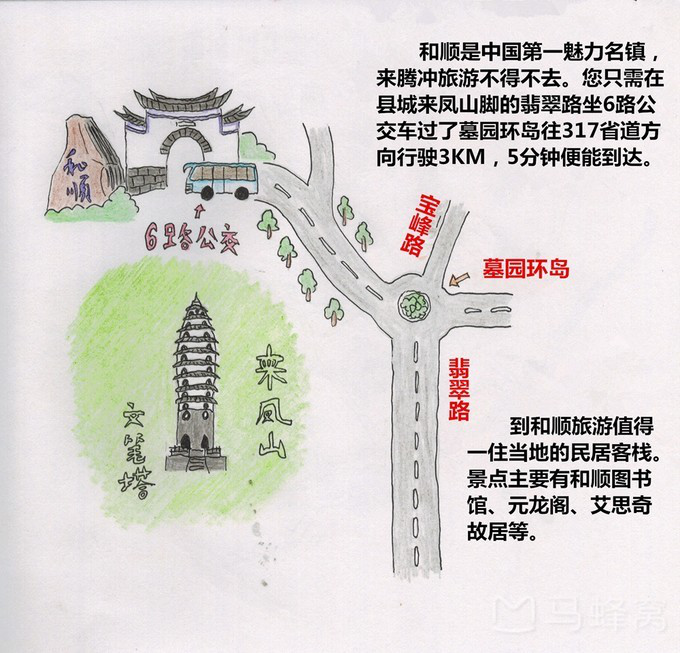 和顺是中国第一魅力名镇，
来腾冲旅游不得不去。您只需在
县城来凤山脚的翡翠路坐6路公
交车过了墓园环岛往317省道方
向行驶3KM，5分钟便能到达。
和顺
6路公交
宝峰路
墓园环岛
翡翠路
来凤山
文笔塔
到和顺旅游值得
一住当地的民居客栈。
景点主要有和顺图书
馆、元龙阁、艾思奇
故居等。
马蜂窝